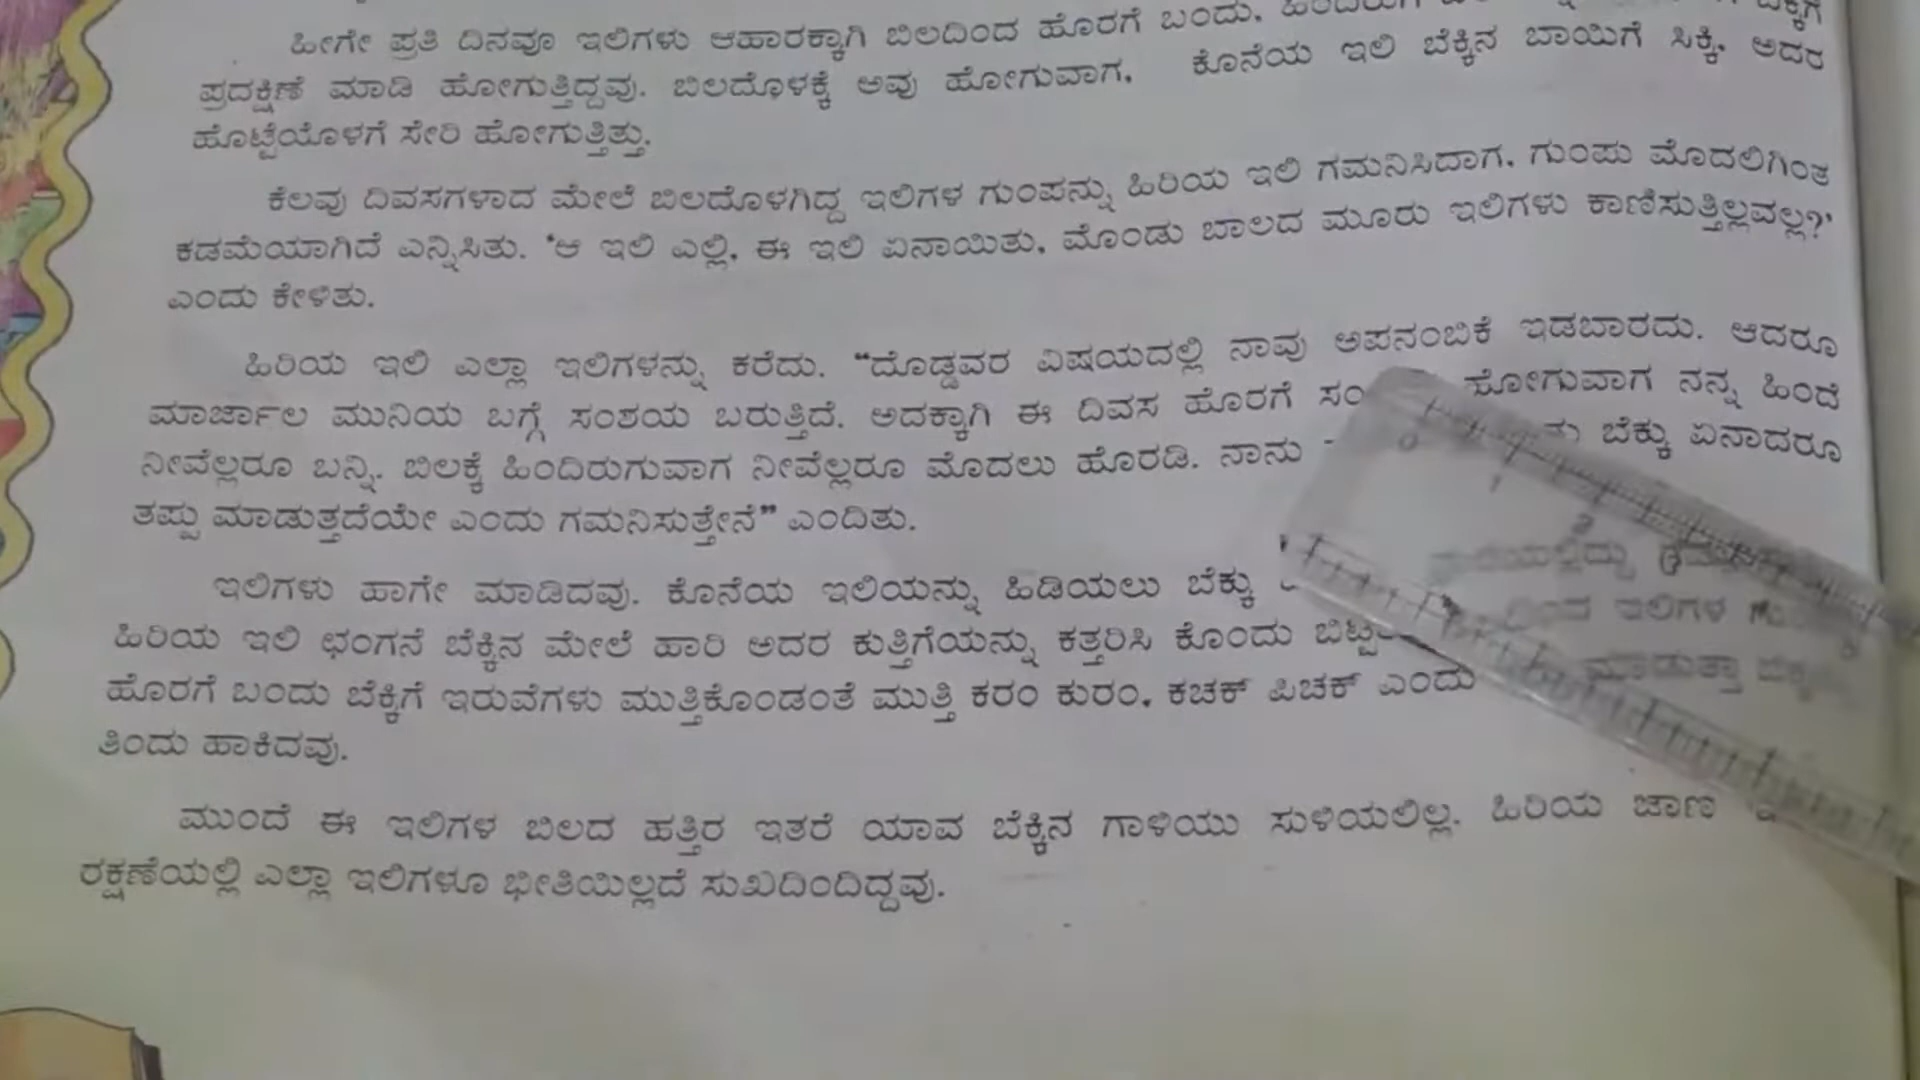 ಹೀಗೇ ಪ್ರತಿ ದಿನವೂ ಇಲಿಗಳು ಆಹಾರಕ್ಕಾಗಿ ಬಿಲದಿಂದ ಹೊರಗೆ ಬಂದು, ಬೆಕ್ಕಿಗೆ
ಪ್ರದಕ್ಷಿಣೆ ಮಾಡಿ ಹೋಗುತ್ತಿದ್ದವು. ಬಿಲದೊಳಕ್ಕೆ ಅವು ಹೋಗುವಾಗ, ಕೊನೆಯ ಇಲಿ ಬೆಕ್ಕಿನ ಬಾಯಿಗೆ ಸಿಕ್ಕಿ, ಅದರ
ಹೊಟ್ಟೆಯೊಳಗೆ ಸೇರಿ ಹೋಗುತ್ತಿತ್ತು.
ಕೆಲವು ದಿವಸಗಳಾದ ಮೇಲೆ ಬಿಲದೊಳಗಿದ್ದ ಇಲಿಗಳ ಗುಂಪನ್ನು ಹಿರಿಯ ಇಲಿ ಗಮನಿಸಿದಾಗ, ಗುಂಪು ಮೊದಲಿಗಿಂತ
ಕಡಮೆಯಾಗಿದೆ ಎನ್ನಿಸಿತು. ‘ಆ ಇಲಿ ಎಲ್ಲಿ, ಈ ಇಲಿ ಏನಾಯಿತು, ಮೊಂಡು ಬಾಲದ ಮೂರು ಇಲಿಗಳು ಕಾಣಿಸುತ್ತಿಲ್ಲವಲ್ಲ?’
ಎಂದು ಕೇಳಿತು.
ಹಿರಿಯ ಇಲಿ ಎಲ್ಲಾ ಇಲಿಗಳನ್ನು ಕರೆದು. “ದೊಡ್ಡವರ ವಿಷಯದಲ್ಲಿ ನಾವು ಅಪನಂಬಿಕೆ ಇಡಬಾರದು. ಆದರೂ
ಮಾರ್ಜಾಲ ಮುನಿಯ ಬಗ್ಗೆ ಸಂಶಯ ಬರುತ್ತಿದೆ. ಅದಕ್ಕಾಗಿ ಈ ದಿವಸ ಹೊರಗೆ ಹೋಗುವಾಗ ನನ್ನ ಹಿಂದೆ
ನೀವೆಲ್ಲರೂ ಬನ್ನಿ. ಬಿಲಕ್ಕೆ ಹಿಂದಿರುಗುವಾಗ ನೀವೆಲ್ಲರೂ ಮೊದಲು ಹೊರಡಿ. ನಾನು ಬೆಕ್ಕು ಏನಾದರೂ
ತಪ್ಪು ಮಾಡುತ್ತದೆಯೇ ಎಂದು ಗಮನಿಸುತ್ತೇನೆ” ಎಂದಿತು.
ಇಲಿಗಳು ಹಾಗೇ ಮಾಡಿದವು. ಕೊನೆಯ ಇಲಿಯನ್ನು ಹಿಡಿಯಲು ಬೆಕ್ಕು
ಹಿರಿಯ ಇಲಿ ಛಂಗನೆ ಬೆಕ್ಕಿನ ಮೇಲೆ ಹಾರಿ ಅದರ ಕುತ್ತಿಗೆಯನ್ನು ಕತ್ತರಿಸಿ ಕೊಂದು ಇಲಿಗಳ
ಹೊರಗೆ ಬಂದು ಬೆಕ್ಕಿಗೆ ಇರುವೆಗಳು ಮುತ್ತಿಕೊಂಡಂತೆ ಮುತ್ತಿ ಕರಂ ಕುರಂ, ಕಚಕ್ ಪಿಚಕ್ ಎಂದು ಮಾಡುತ್ತಾ
ತಿಂದು ಹಾಕಿದವು.
ಮುಂದೆ ಈ ಇಲಿಗಳ ಬಿಲದ ಹತ್ತಿರ ಇತರೆ ಯಾವ ಬೆಕ್ಕಿನ ಗಾಳಿಯು ಸುಳಿಯಲಿಲ್ಲ. ಹಿರಿಯ ಜಾಣ
ರಕ್ಷಣೆಯಲ್ಲಿ ಎಲ್ಲಾ ಇಲಿಗಳೂ ಭೀತಿಯಿಲ್ಲದೆ ಸುಖದಿಂದಿದ್ದವು.
0
1
2